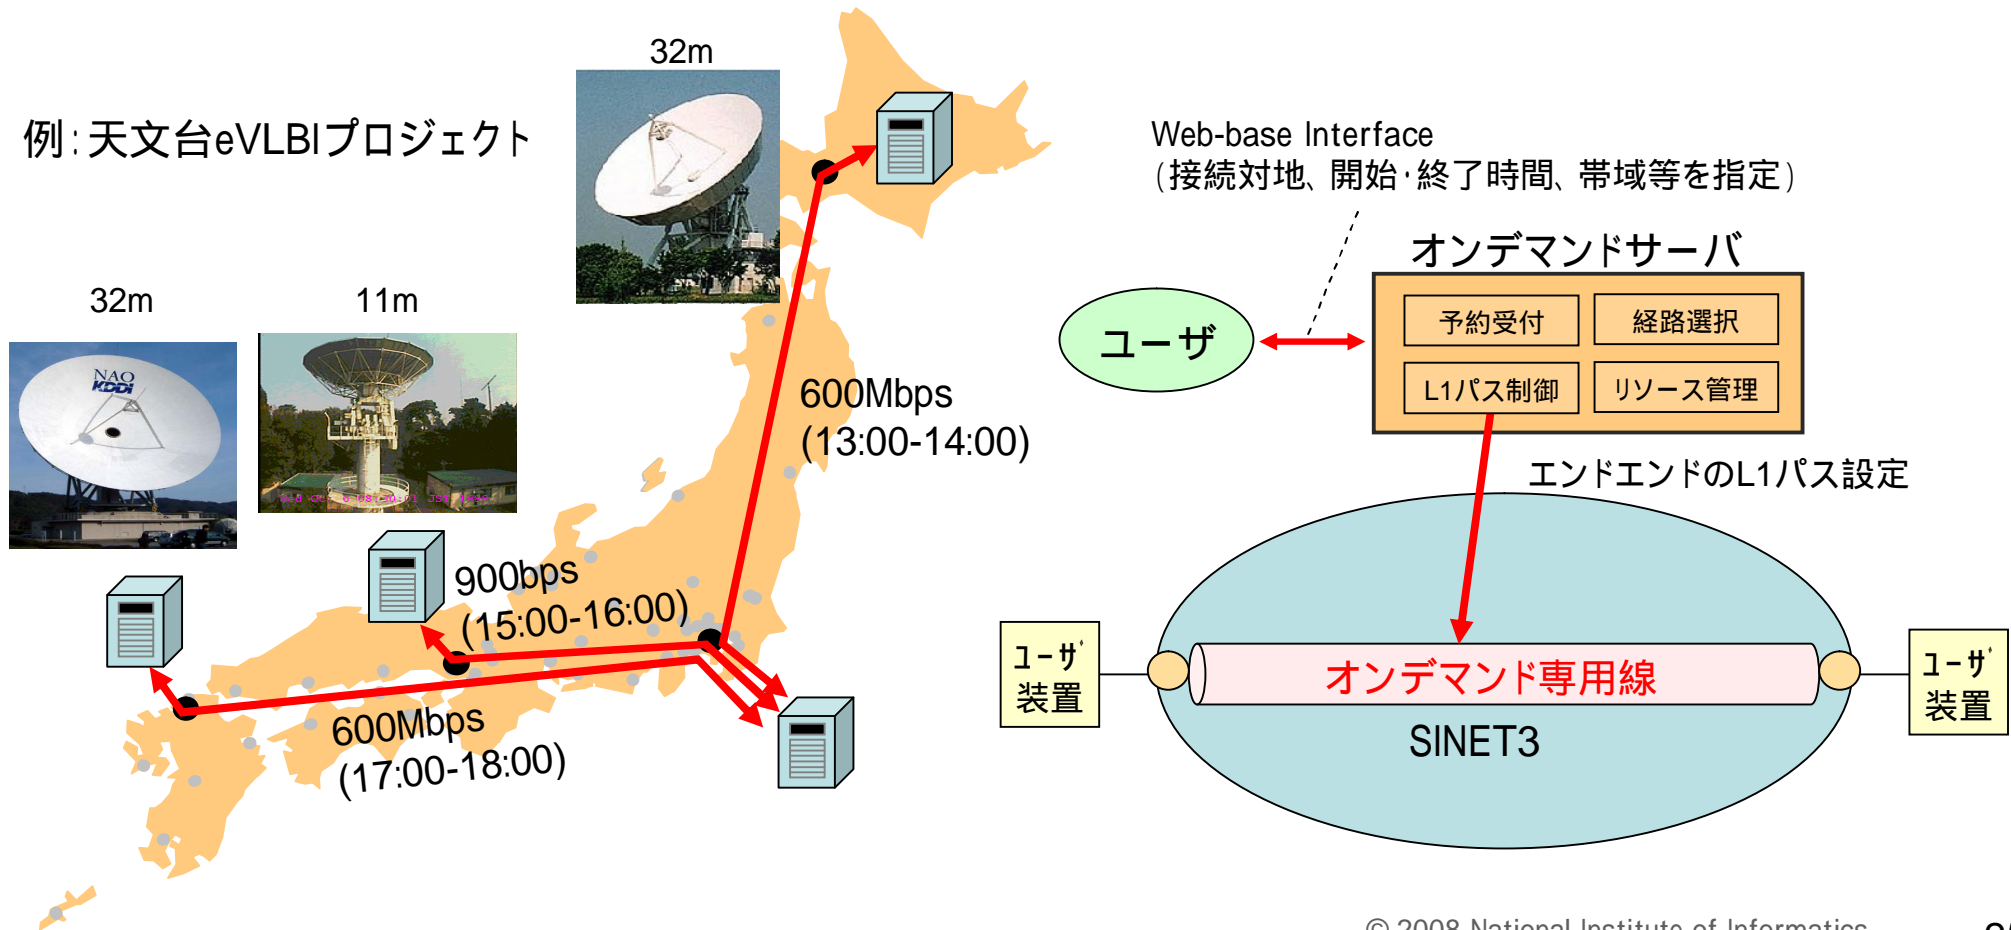 例:天文台eVLBIプロジェクト
32m
32m
11m
NAO
KDDI
600Mbps
(13:00-14:00)
900bps
(15:00-16:00)
600Mbps
(17:00-18:00)
Web-base Interface
(接続対地、開始・終了時間、帯域等を指定)
オンデマンドサーバ
ユーザ
予約受付
経路選択
L1パス制御
リソース管理
エンドエンドのL1パス設定
ユーザ
装置
オンデマンド専用線
SINET3
ユーザ
装置
© 2008 National Institute of Informatics